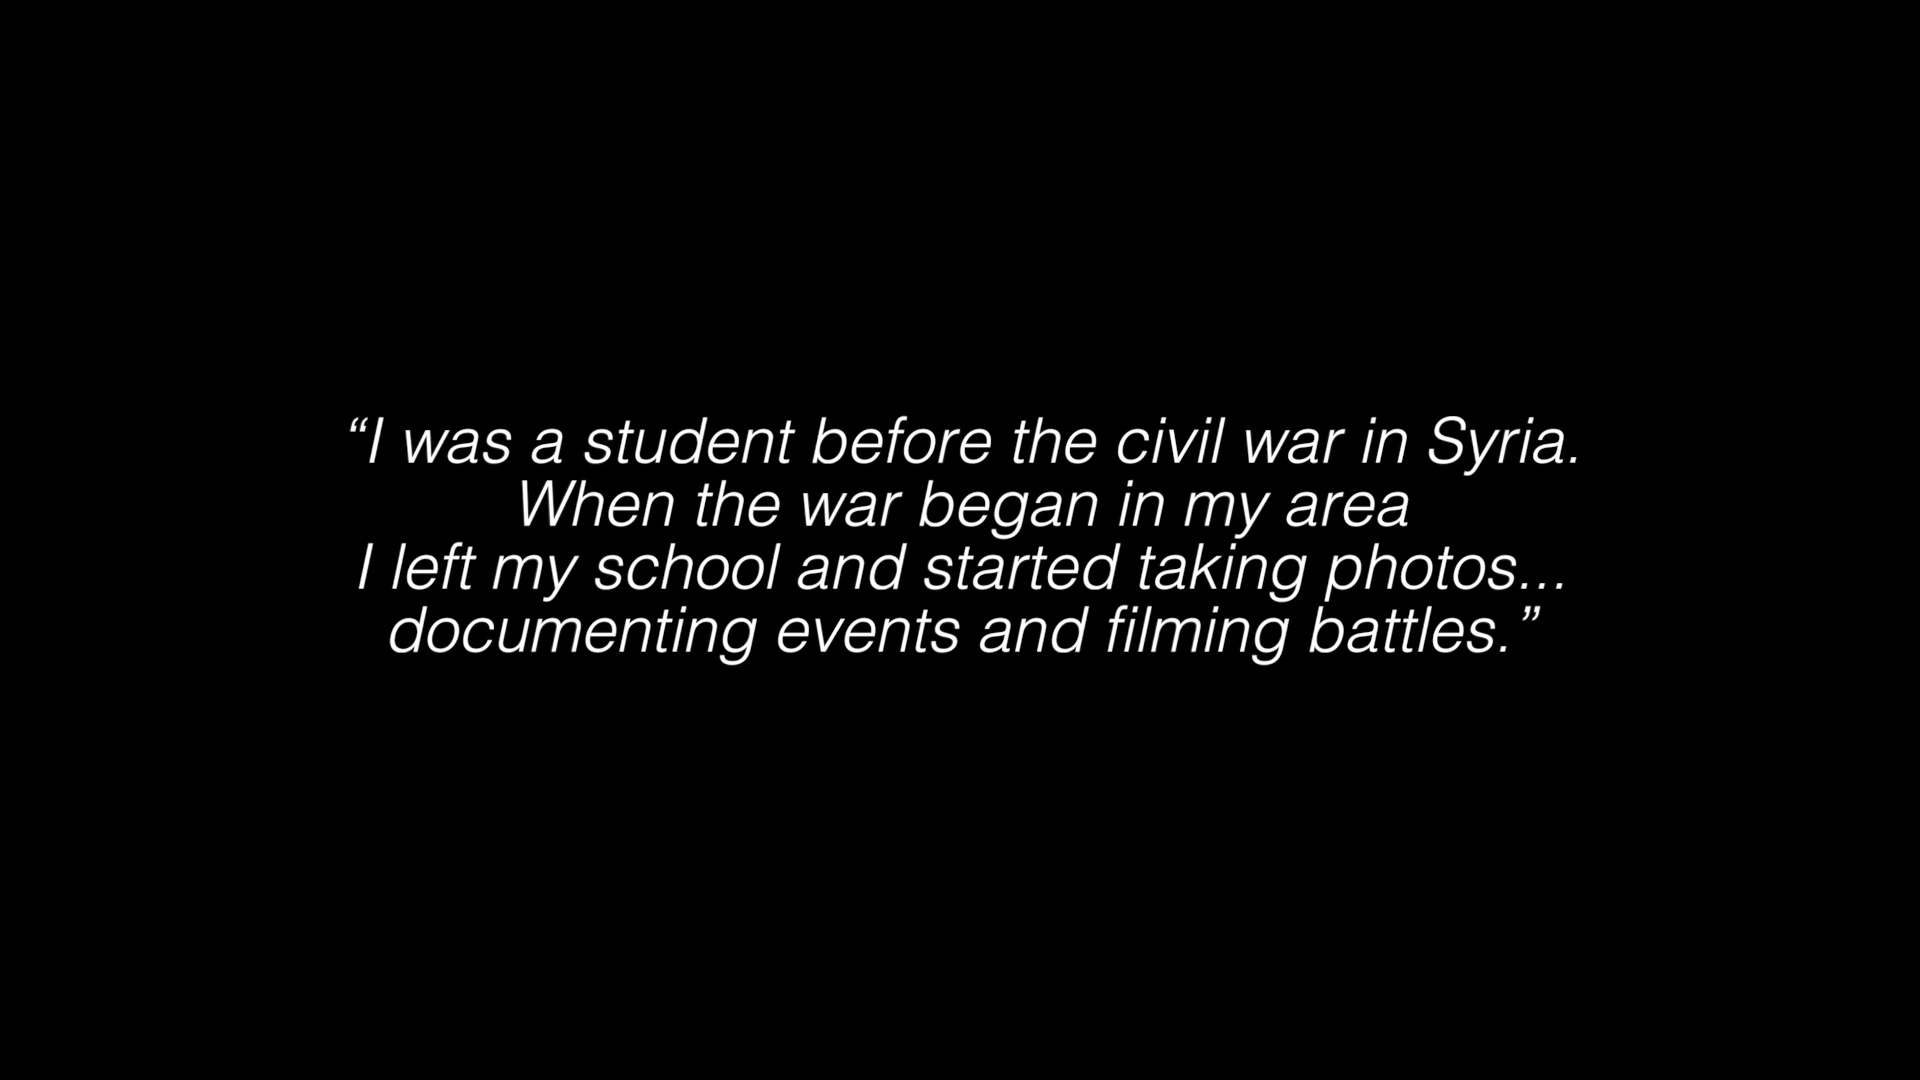 “I was a student before the civil war in Syria.
When the war began in my area
I left my school and started taking photos...
documenting events and filming battles.”